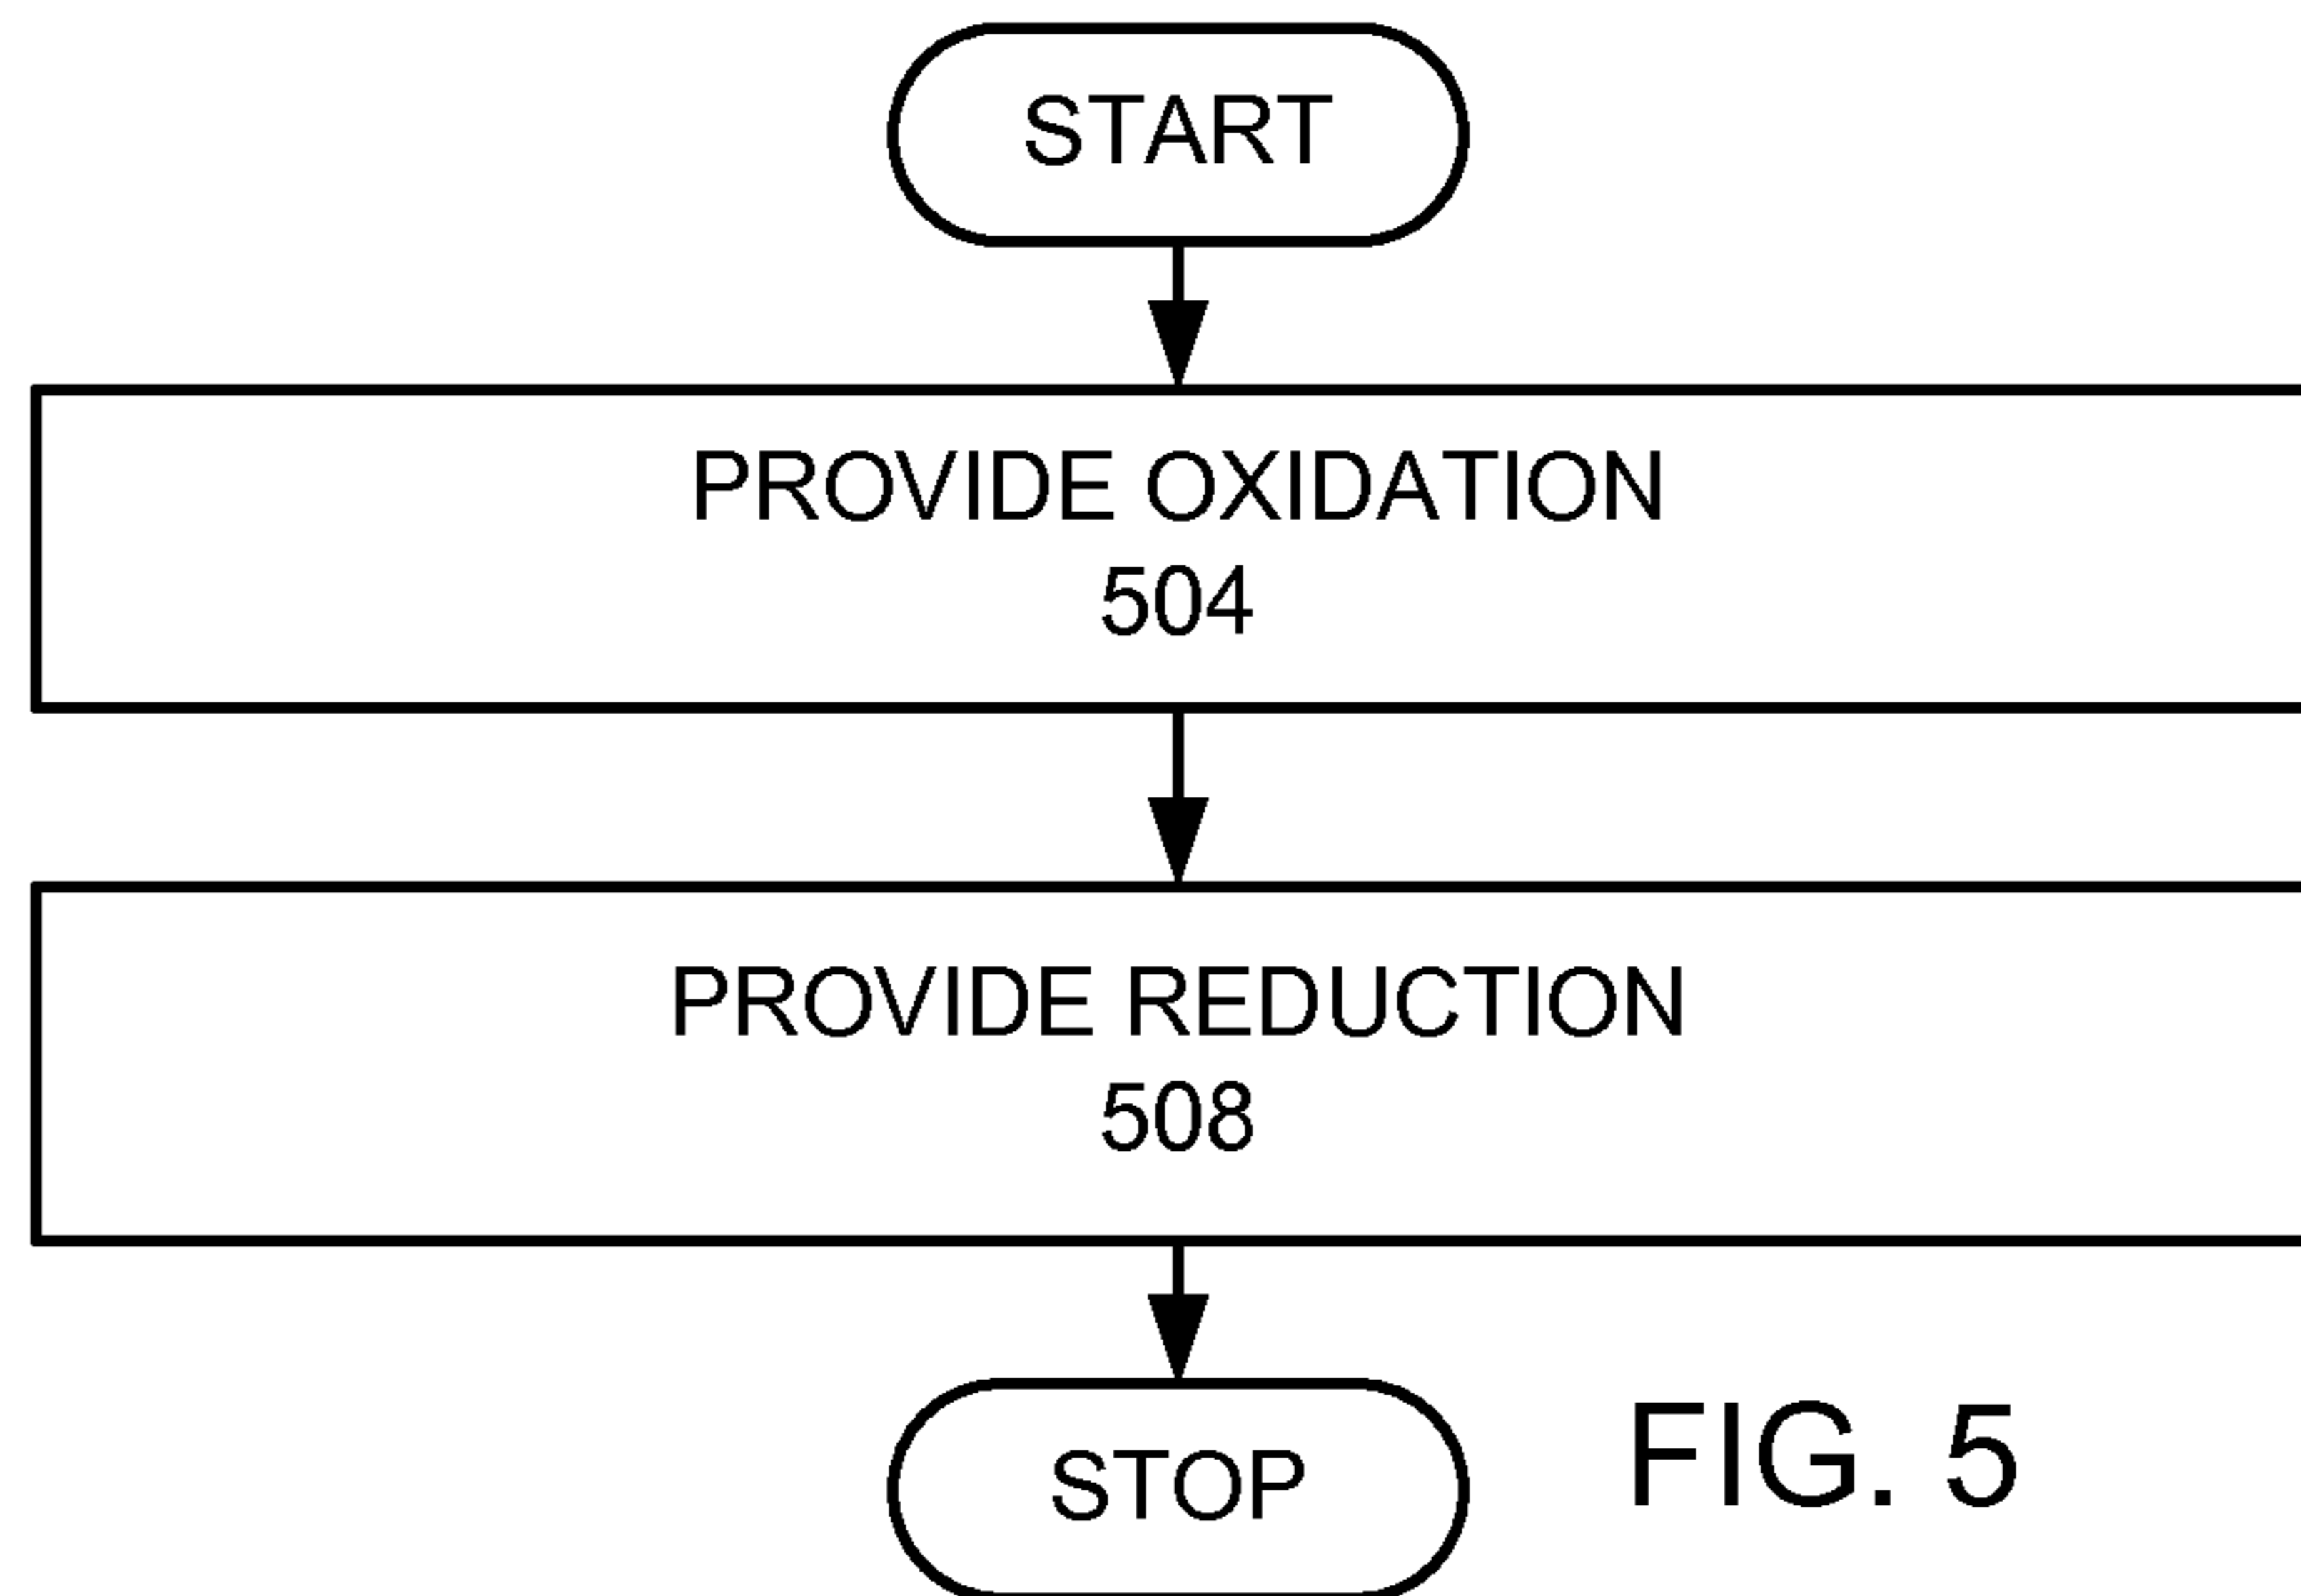 START
PROVIDE OXIDATION
504
PROVIDE REDUCTION
508
STOP
FIG. 5